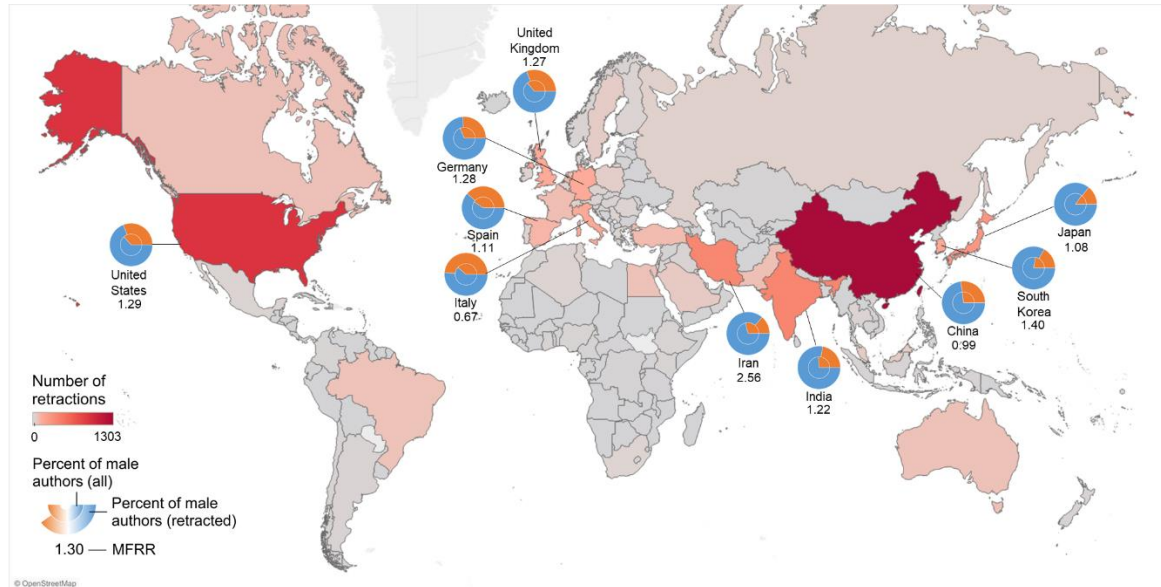 United
Kingdom
1.27
Germany
1.28
Spain
1.11
Italy
0.67
United
States
1.29
Japan
1.08
South
Korea
1.40
China
0.99
Iran
2.56
India
1.22
Number of
retractions
0 1303
Percent of male
authors (all)
Percent of male
authors (retracted)
1.30 — MFRR
© OpenStreetMap